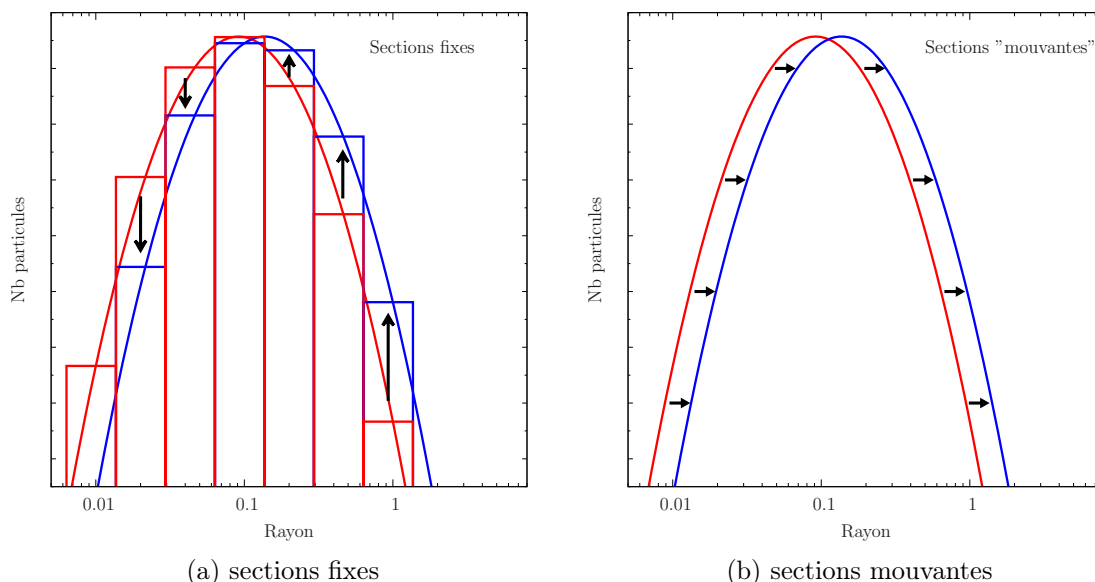 Sections fixes
Nb particules
0.01 0.1 1
Rayon
(a) sections fixes
Sections "mouvantes"
Nb particules
0.01 0.1 1
Rayon
(b) sections mouvantes